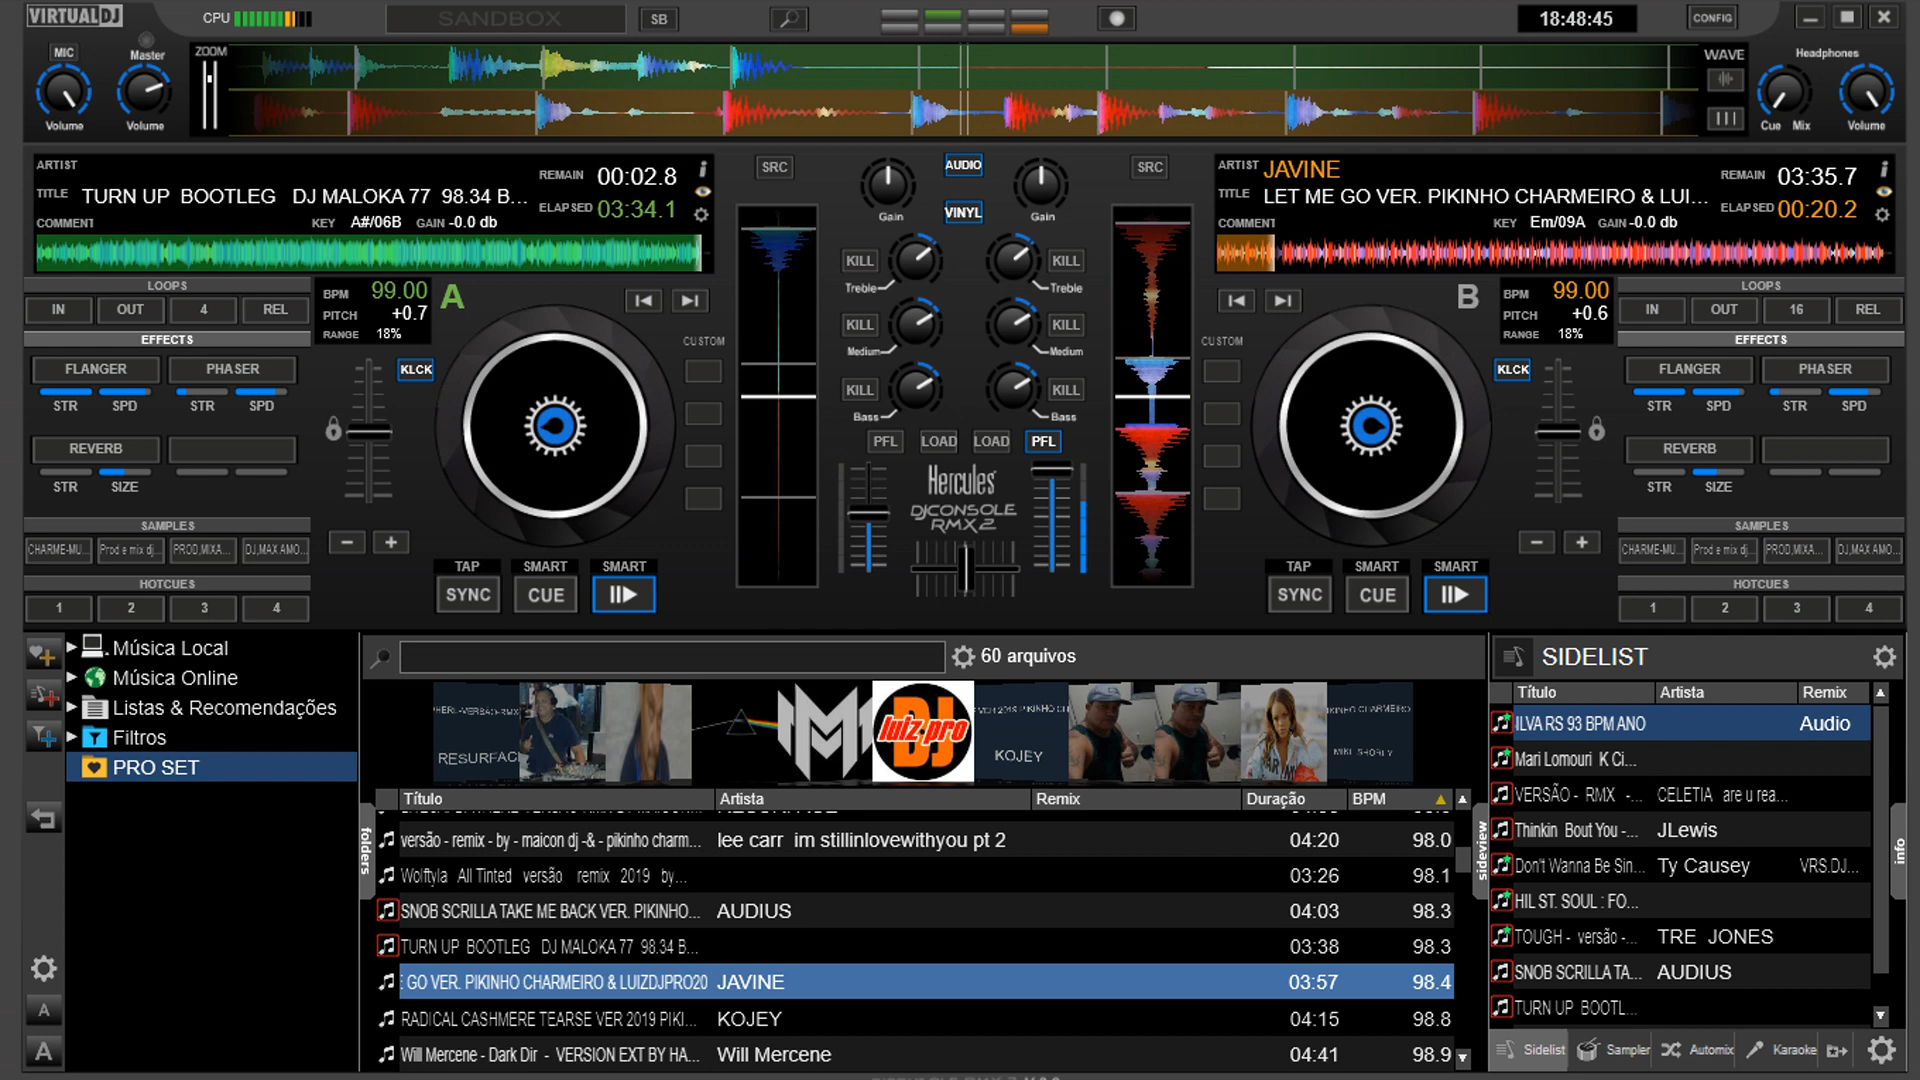 VIRTUALDJ
CPU
SANDBOX
SB
18:48:45
CONFIG
MIC
Master
ZOOM
WAVE
Headphones
Volume
Volume
Cue Mix
Volume
ARTIST
TITLE TURN UP BOOTLEG DJ MALOKA 77 98.34 B...
COMMENT
REMAIN 00:02.8
ELAPSED 03:34.1
KEY A#/06B GAIN -0.0 db
SRC
Gain
AUDIO
VINYL
Gain
SRC
ARTIST JAVINE
TITLE LET ME GO VER. PIKINHO CHARMEIRO & LUI...
COMMENT
REMAIN 03:35.7
ELAPSED 00:20.2
KEY Em/09A GAIN -0.0 db
LOOPS
IN OUT 4 REL
BPM 99.00
PITCH +0.7
RANGE 18%
A
EFFECTS
FLANGER PHASER
STR SPD STR SPD
REVERB
STR SIZE
KLCK
CUSTOM
SAMPLES
CHARME-MU... Prod e mix dj... PROD,MIXA... DJ,MAX AMO...
HOTCUES
1 2 3 4
TAP SMART SMART
SYNC CUE
KILL KILL
Treble Treble
KILL KILL
Medium Medium
KILL KILL
Bass Bass
PFL LOAD LOAD PFL
Hercules
DJCONSOLE
RMX2
B
CUSTOM
BPM 99.00
PITCH +0.6
RANGE 18%
KLCK
TAP SMART SMART
SYNC CUE
LOOPS
IN OUT 16 REL
EFFECTS
FLANGER PHASER
STR SPD STR SPD
REVERB
STR SIZE
SAMPLES
CHARME-MU... Prod e mix dj... PROD,MIXA... DJ,MAX AMO...
HOTCUES
1 2 3 4
Música Local
Música Online
Listas & Recomendações
Filtros
PRO SET
A
A
folders
60 arquivos
RESURFAC
M
DJ
luiz pro
KOJEY
Título Artista Remix Duração BPM
versão - remix - by - maicon dj -& - pikinho charm... lee carr im stillinlovewithyou pt 2 04:20 98.0
Wolftyla All Tinted versão remix 2019 by... 03:26 98.1
SNOB SCRILLA TAKE ME BACK VER. PIKINHO... AUDIUS 04:03 98.3
TURN UP BOOTLEG DJ MALOKA 77 98.34 B... 03:38 98.3
GO VER. PIKINHO CHARMEIRO & LUIZDJPRO20 JAVINE 03:57 98.4
RADICAL CASHMERE TEARSE VER 2019 PIKI... KOJEY 04:15 98.8
Will Mercene - Dark Dir - VERSION EXT BY HA... Will Mercene 04:41 98.9
sideview
SIDELIST
Título Artista Remix
ILVA RS 93 BPM ANO Audio
Mari Lomouri K Ci...
VERSÃO - RMX -... CELETIA are u rea...
Thinkin Bout You -... JLewis
Don't Wanna Be Sin... Ty Causey VRS.DJ...
HIL ST. SOUL : FO...
TOUGH - versão -... TRE JONES
SNOB SCRILLA TA... AUDIUS
TURN UP BOOTL...
info
Sidelist Sampler Automix Karaoke